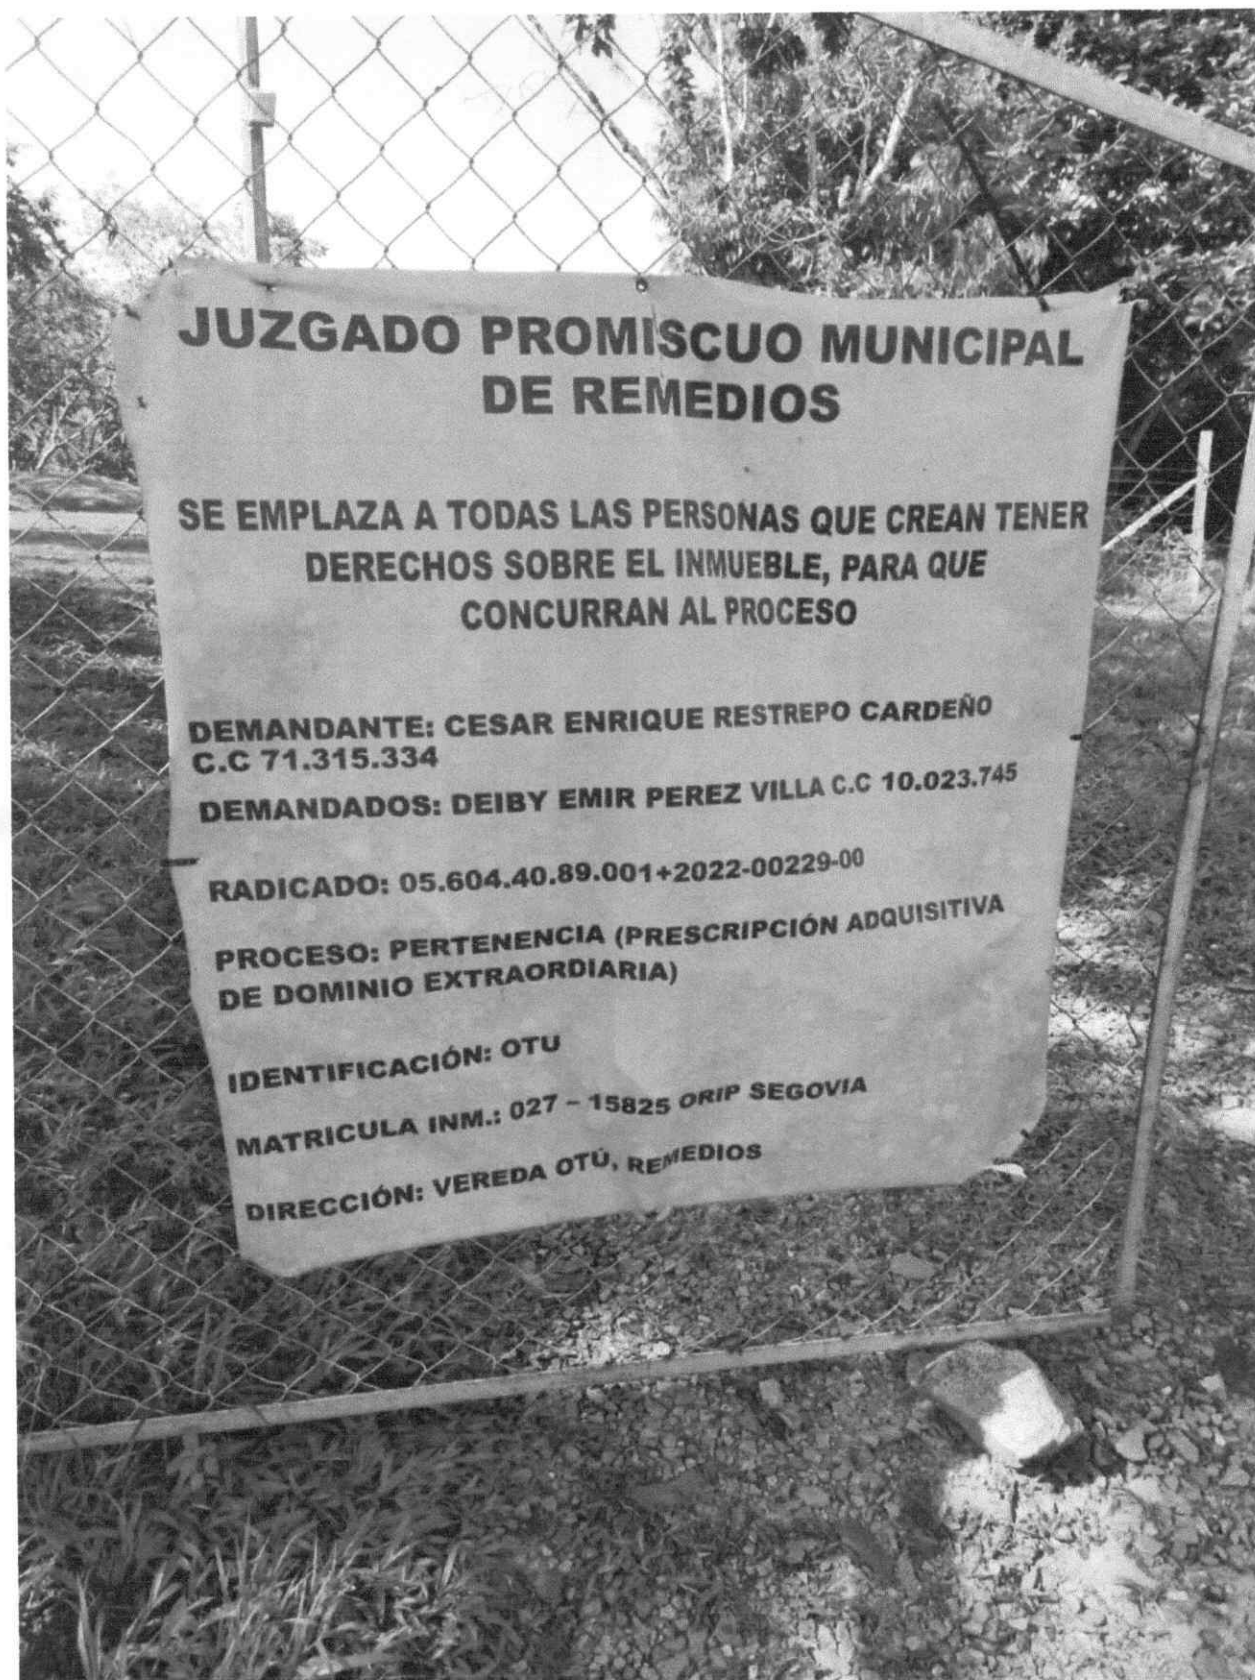 JUZGADO PROMISCUO MUNICIPAL
DE REMEDIOS
SE EMPLAZA A TODAS LAS PERSONAS QUE CREAN TENER
DERECHOS SOBRE EL INMUEBLE, PARA QUE
CONCURRAN AL PROCESO
DEMANDANTE: CESAR ENRIQUE RESTREPO CARDEÑO
C.C 71.315.334
DEMANDADOS: DEIBY EMIR PEREZ VILLA C.C 10.023.745
RADICADO: 05.604.40.89.001+2022-00229-00
PROCESO: PERTENENCIA (PRESCRIPCIÓN ADQUISITIVA
DE DOMINIO EXTRAORDIARIA)
IDENTIFICACIÓN: OTU
MATRICULA INM.: 027 – 15825 ORIP SEGOVIA
DIRECCIÓN: VEREDA OTÚ, REMEDIOS